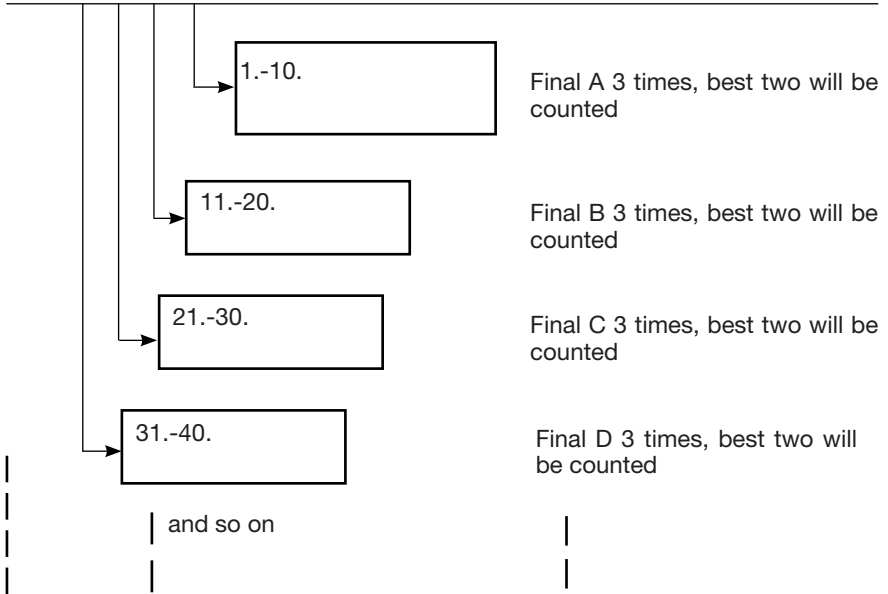 1.-10.
Final A 3 times, best two will be
counted
11.-20.
Final B 3 times, best two will be
counted
21.-30.
Final C 3 times, best two will be
counted
31.-40.
Final D 3 times, best two will
be counted
and so on